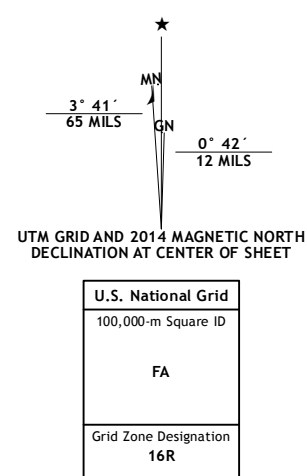 ★
MN
3° 41´
65 MILS
GN
0° 42´
12 MILS
UTM GRID AND 2014 MAGNETIC NORTH
DECLINATION AT CENTER OF SHEET
U.S. National Grid
100,000-m Square ID
FA
Grid Zone Designation
16R